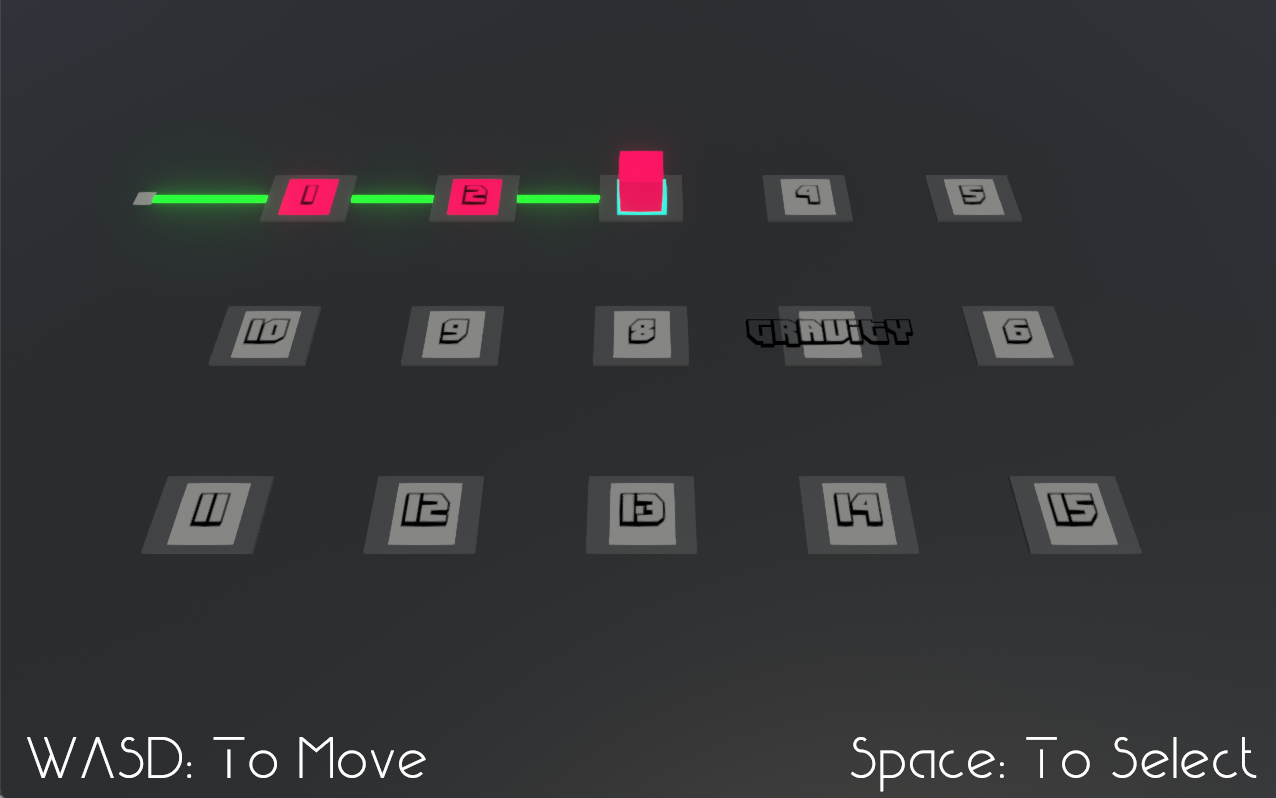 1 2 4 5
10 9 8 GRAVITY 6
11 12 13 14 15
WASD: To Move
Space: To Select